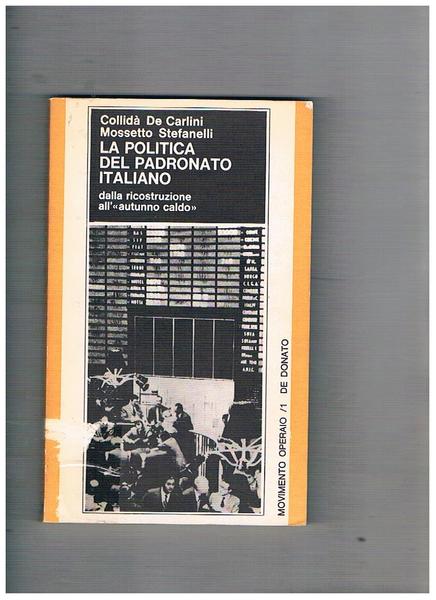 Collidà De Carlini
Mossetto Stefanelli
LA POLITICA
DEL PADRONATO
ITALIANO
dalla ricostruzione
all'«autunno caldo»
MOVIMENTO OPERAIO /1 DE DONATO